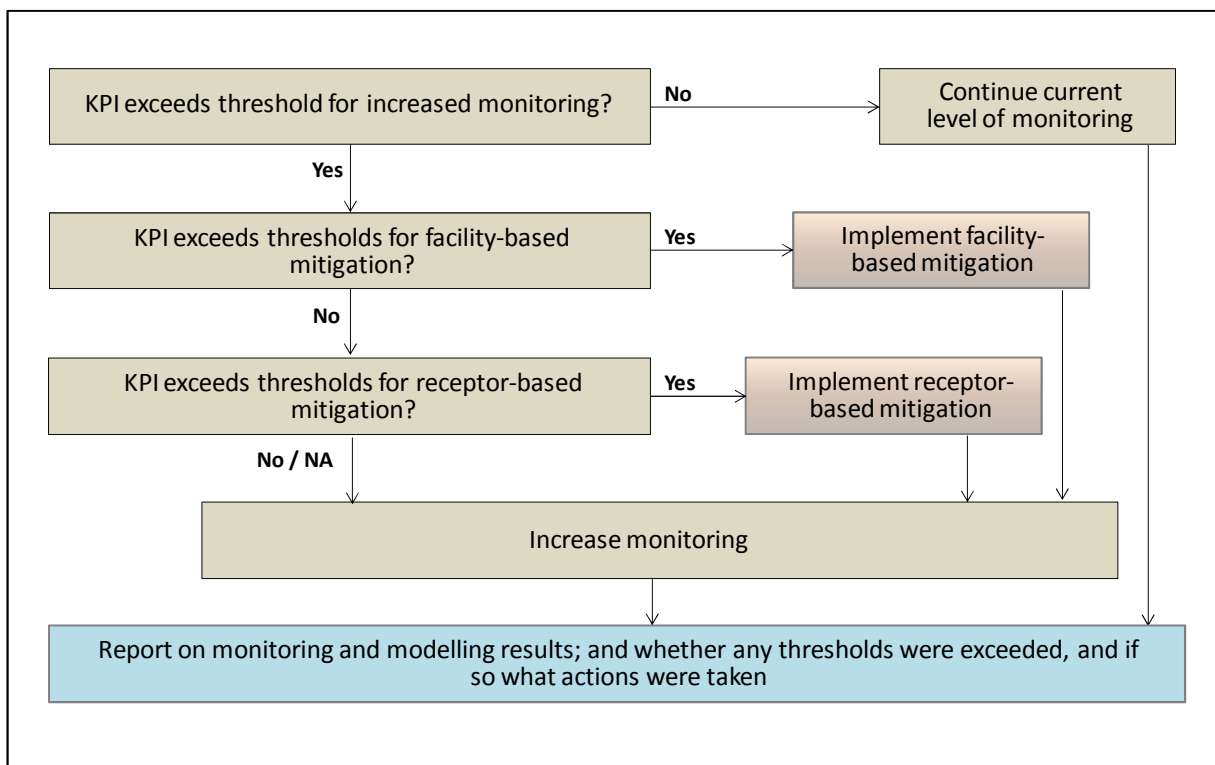 KPI exceeds threshold for increased monitoring?
No
Continue current
level of monitoring
Yes
KPI exceeds thresholds for facility-based
mitigation?
Yes
Implement facility-
based mitigation
No
KPI exceeds thresholds for receptor-based
mitigation?
Yes
Implement receptor-
based mitigation
No / NA
Increase monitoring
Report on monitoring and modelling results; and whether any thresholds were exceeded, and if
so what actions were taken